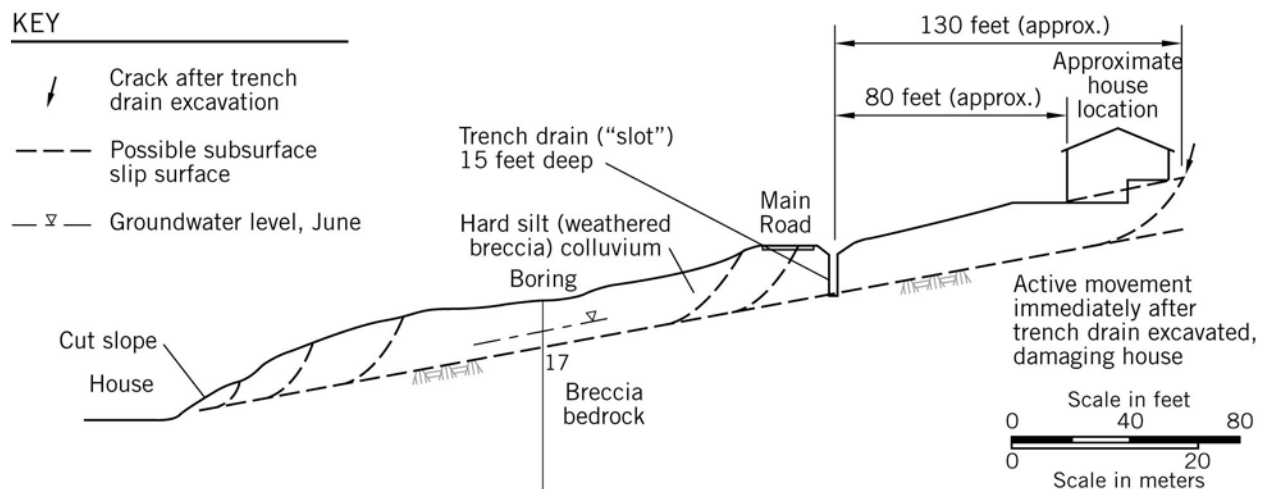 KEY
Crack after trench
drain excavation
Possible subsurface
slip surface
Groundwater level, June
130 feet (approx.)
Approximate
house
location
80 feet (approx.)
Trench drain (“slot”)
15 feet deep
Main
Road
Hard silt (weathered
breccia) colluvium
Boring
Cut slope
House
17
Breccia
bedrock
Active movement
immediately after
trench drain excavated,
damaging house
Scale in feet
0 40 80
0 20
Scale in meters